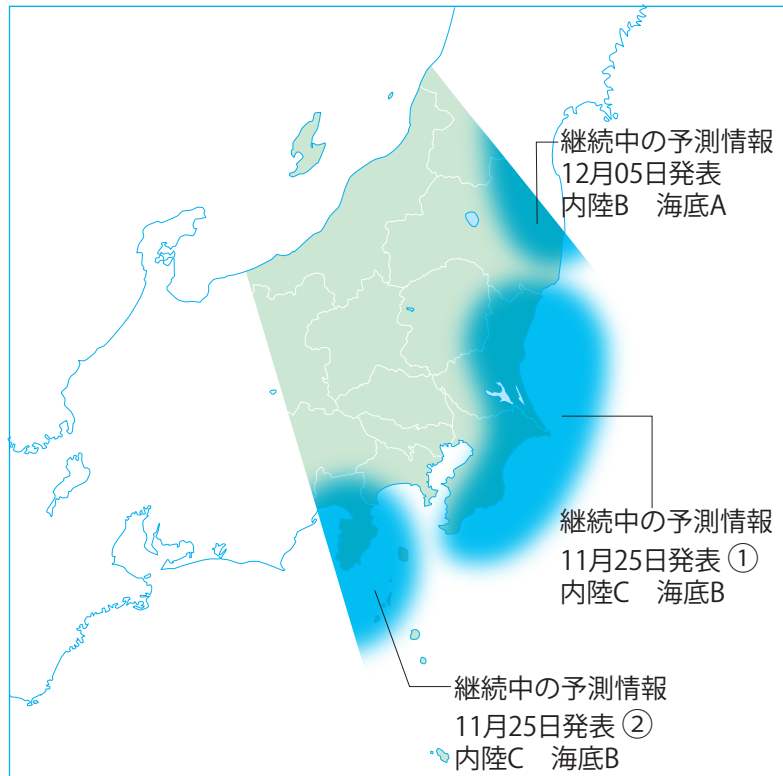 継続中の予測情報
12月05日発表
内陸B　海底A
継続中の予測情報
11月25日発表 ①
内陸C　海底B
継続中の予測情報
11月25日発表 ②
内陸C　海底B